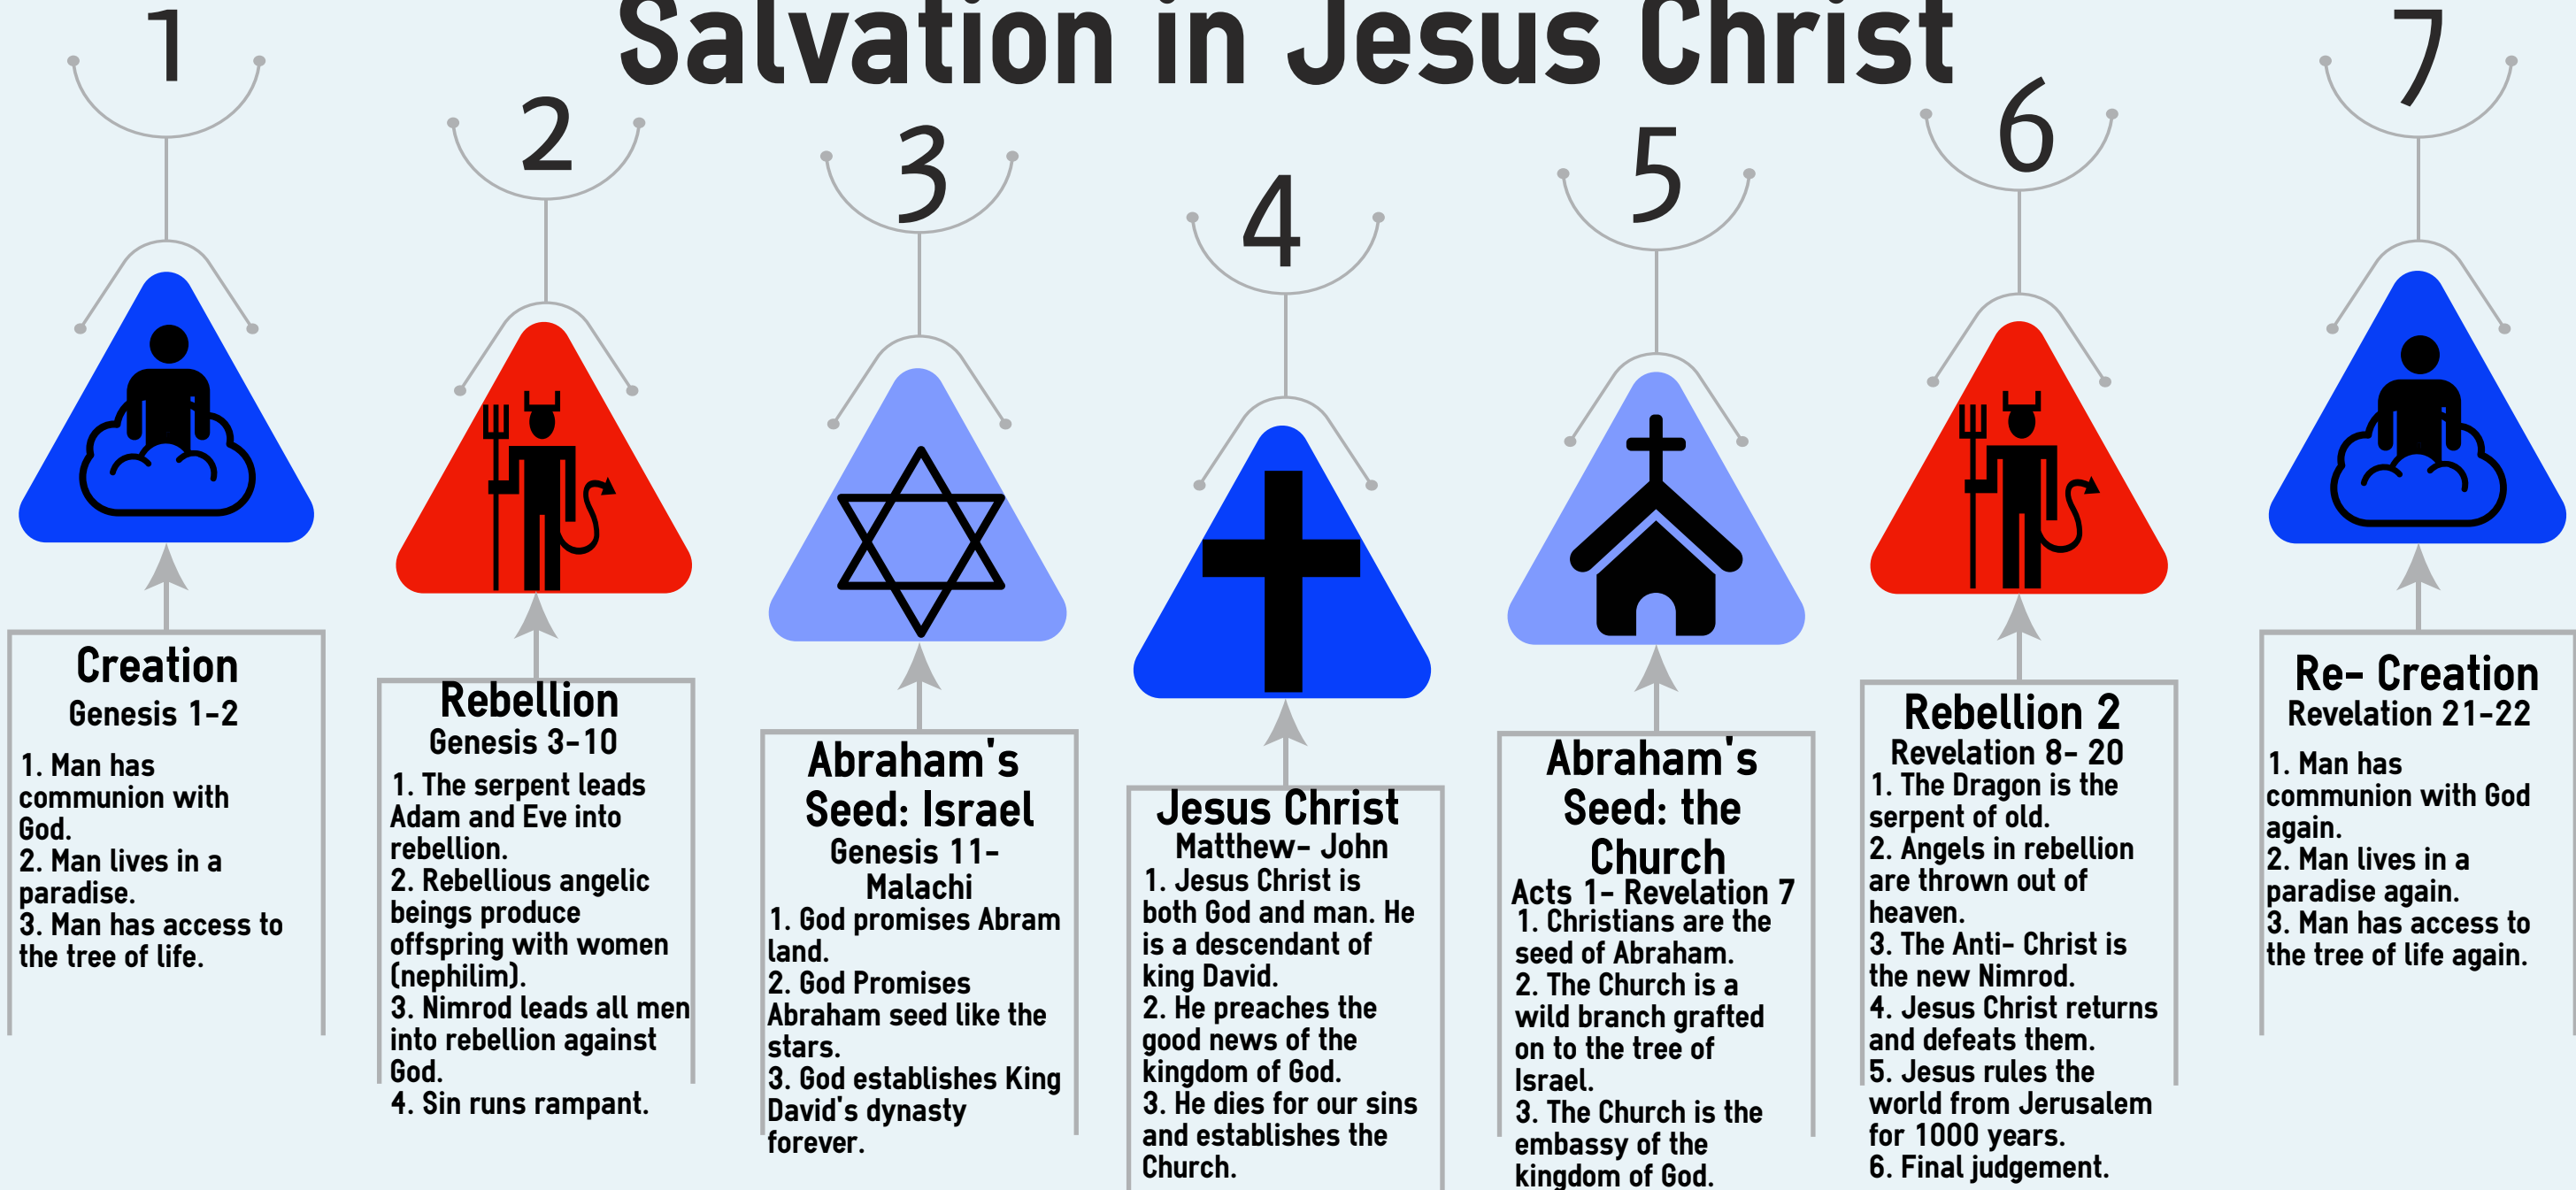 Salvation in Jesus Christ
1
2
3
4
5
6
7
Creation
Genesis 1-2
1. Man has
communion with
God.
2. Man lives in a
paradise.
3. Man has access to
the tree of life.
Rebellion
Genesis 3-10
1. The serpent leads
Adam and Eve into
rebellion.
2. Rebellious angelic
beings produce
offspring with women
(nephilim).
3. Nimrod leads all men
into rebellion against
God.
4. Sin runs rampant.
Abraham's
Seed: Israel
Genesis 11-
Malachi
1. God promises Abram
land.
2. God Promises
Abraham seed like the
stars.
3. God establishes King
David's dynasty
forever.
Jesus Christ
Matthew- John
1. Jesus Christ is
both God and man. He
is a descendant of
king David.
2. He preaches the
good news of the
kingdom of God.
3. He dies for our sins
and establishes the
Church.
Abraham's
Seed: the
Church
Acts 1- Revelation 7
1. Christians are the
seed of Abraham.
2. The Church is a
wild branch grafted
on to the tree of
Israel.
3. The Church is the
embassy of the
kingdom of God.
Rebellion 2
Revelation 8- 20
1. The Dragon is the
serpent of old.
2. Angels in rebellion
are thrown out of
heaven.
3. The Anti- Christ is
the new Nimrod.
4. Jesus Christ returns
and defeats them.
5. Jesus rules the
world from Jerusalem
for 1000 years.
6. Final judgement.
Re- Creation
Revelation 21-22
1. Man has
communion with God
again.
2. Man lives in a
paradise again.
3. Man has access to
the tree of life again.